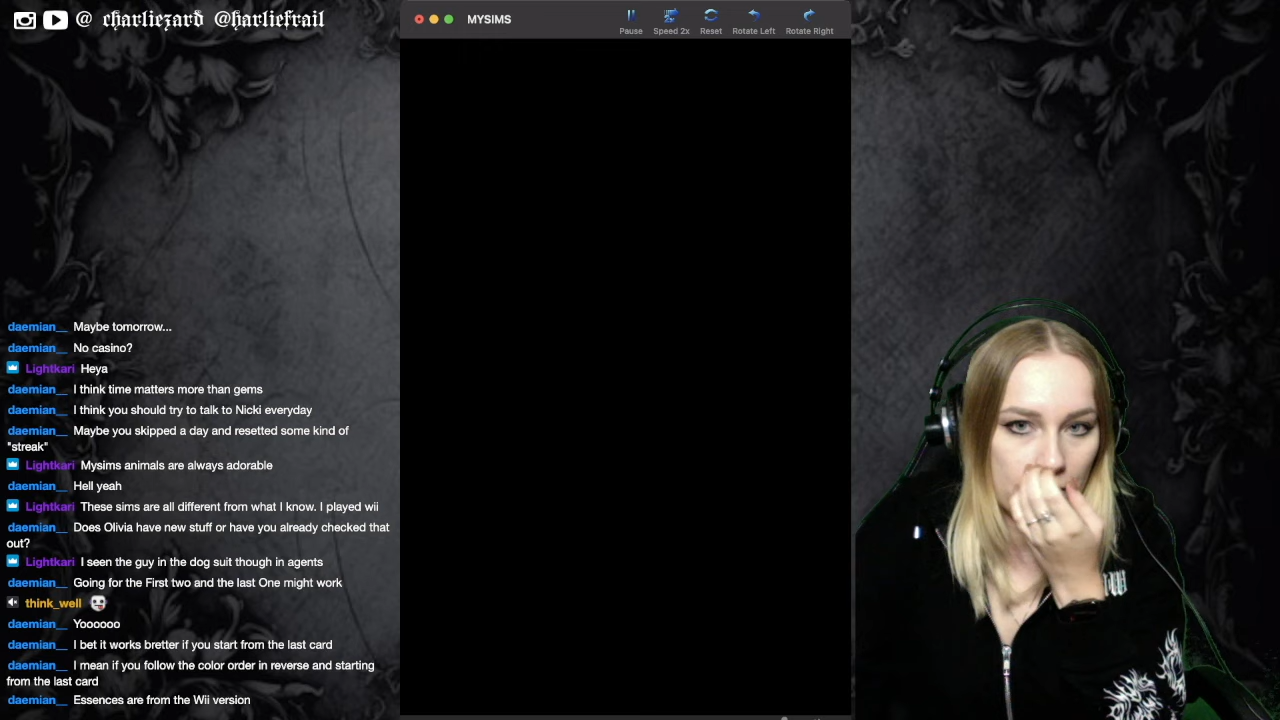 @ charliezard @harliefrail
MYSIMS
Pause Speed 2x Reset Rotate Left Rotate Right
daemian__ Maybe tomorrow...
daemian__ No casino?
Lightkari Heya
daemian__ I think time matters more than gems
daemian__ I think you should try to talk to Nicki everyday
daemian__ Maybe you skipped a day and resetted some kind of
"streak"
Lightkari Mysims animals are always adorable
daemian__ Hell yeah
Lightkari These sims are all different from what I know. I played wii
daemian__ Does Olivia have new stuff or have you already checked that
out?
Lightkari I seen the guy in the dog suit though in agents
daemian__ Going for the First two and the last One might work
think_well
daemian__ Yoooooo
daemian__ I bet it works bretter if you start from the last card
daemian__ I mean if you follow the color order in reverse and starting
from the last card
daemian__ Essences are from the Wii version